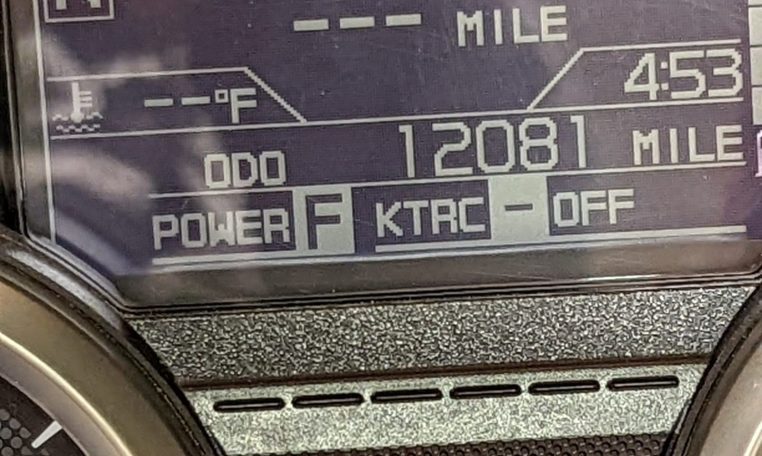 --- MILE
--°F 4:53
ODO 12081 MILE
POWER F KTRC - OFF